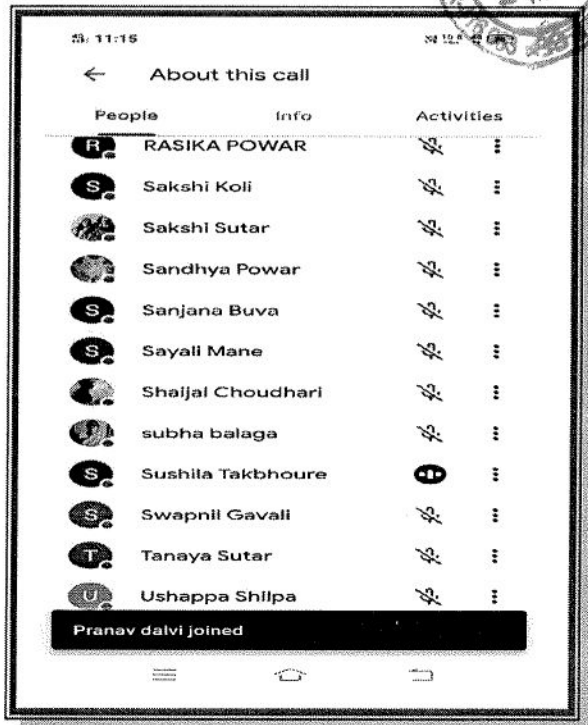 11:15
About this call
People Info Activities
R RASIKA POWAR
S Sakshi Koli
Sakshi Sutar
Sandhya Powar
S Sanjana Buva
S Sayali Mane
Shaijal Choudhari
subha balaga
S Sushila Takbhoure
S Swapnil Gavali
T Tanaya Sutar
U Ushappa Shilpa
Pranav dalvi joined